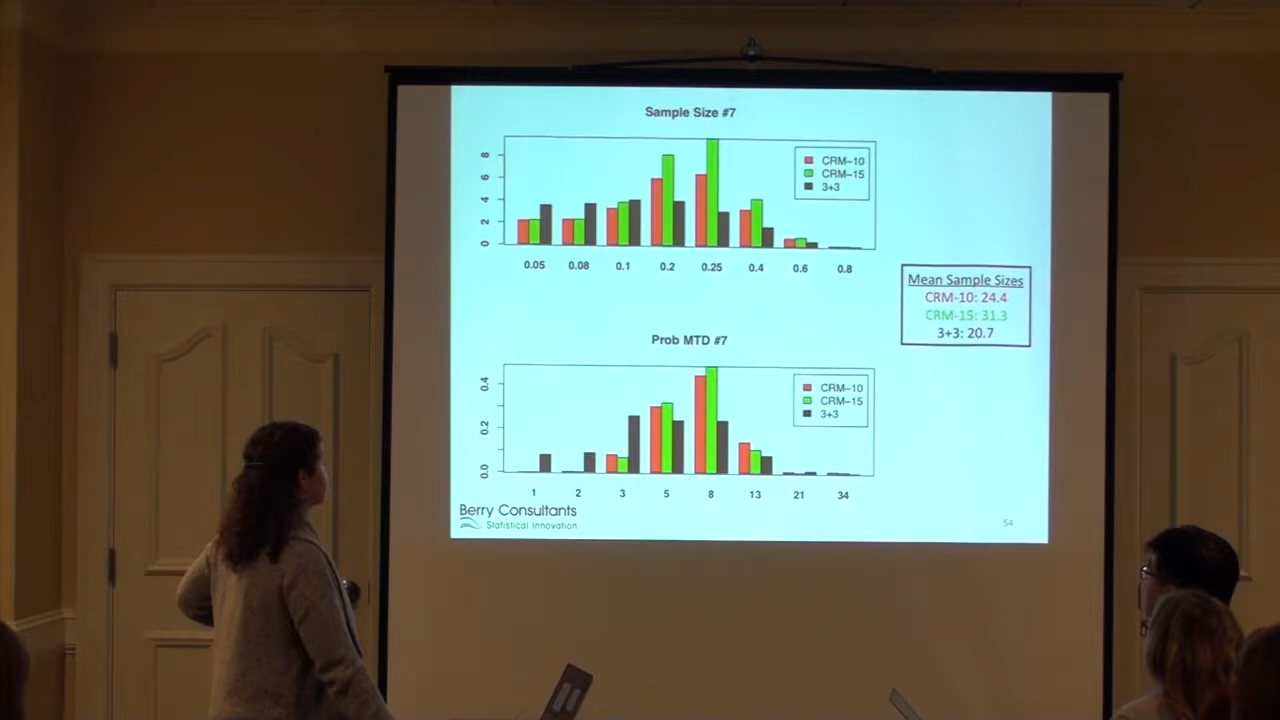 Sample Size #7
8
6
4
2
0
CRM–10
CRM–15
3+3
0.05 0.08 0.1 0.2 0.25 0.4 0.6 0.8
Mean Sample Sizes
CRM-10: 24.4
CRM-15: 31.3
3+3: 20.7
Prob MTD #7
0.4
0.2
0.0
CRM–10
CRM–15
3+3
1 2 3 5 8 13 21 34
Berry Consultants
Statistical Innovation
54